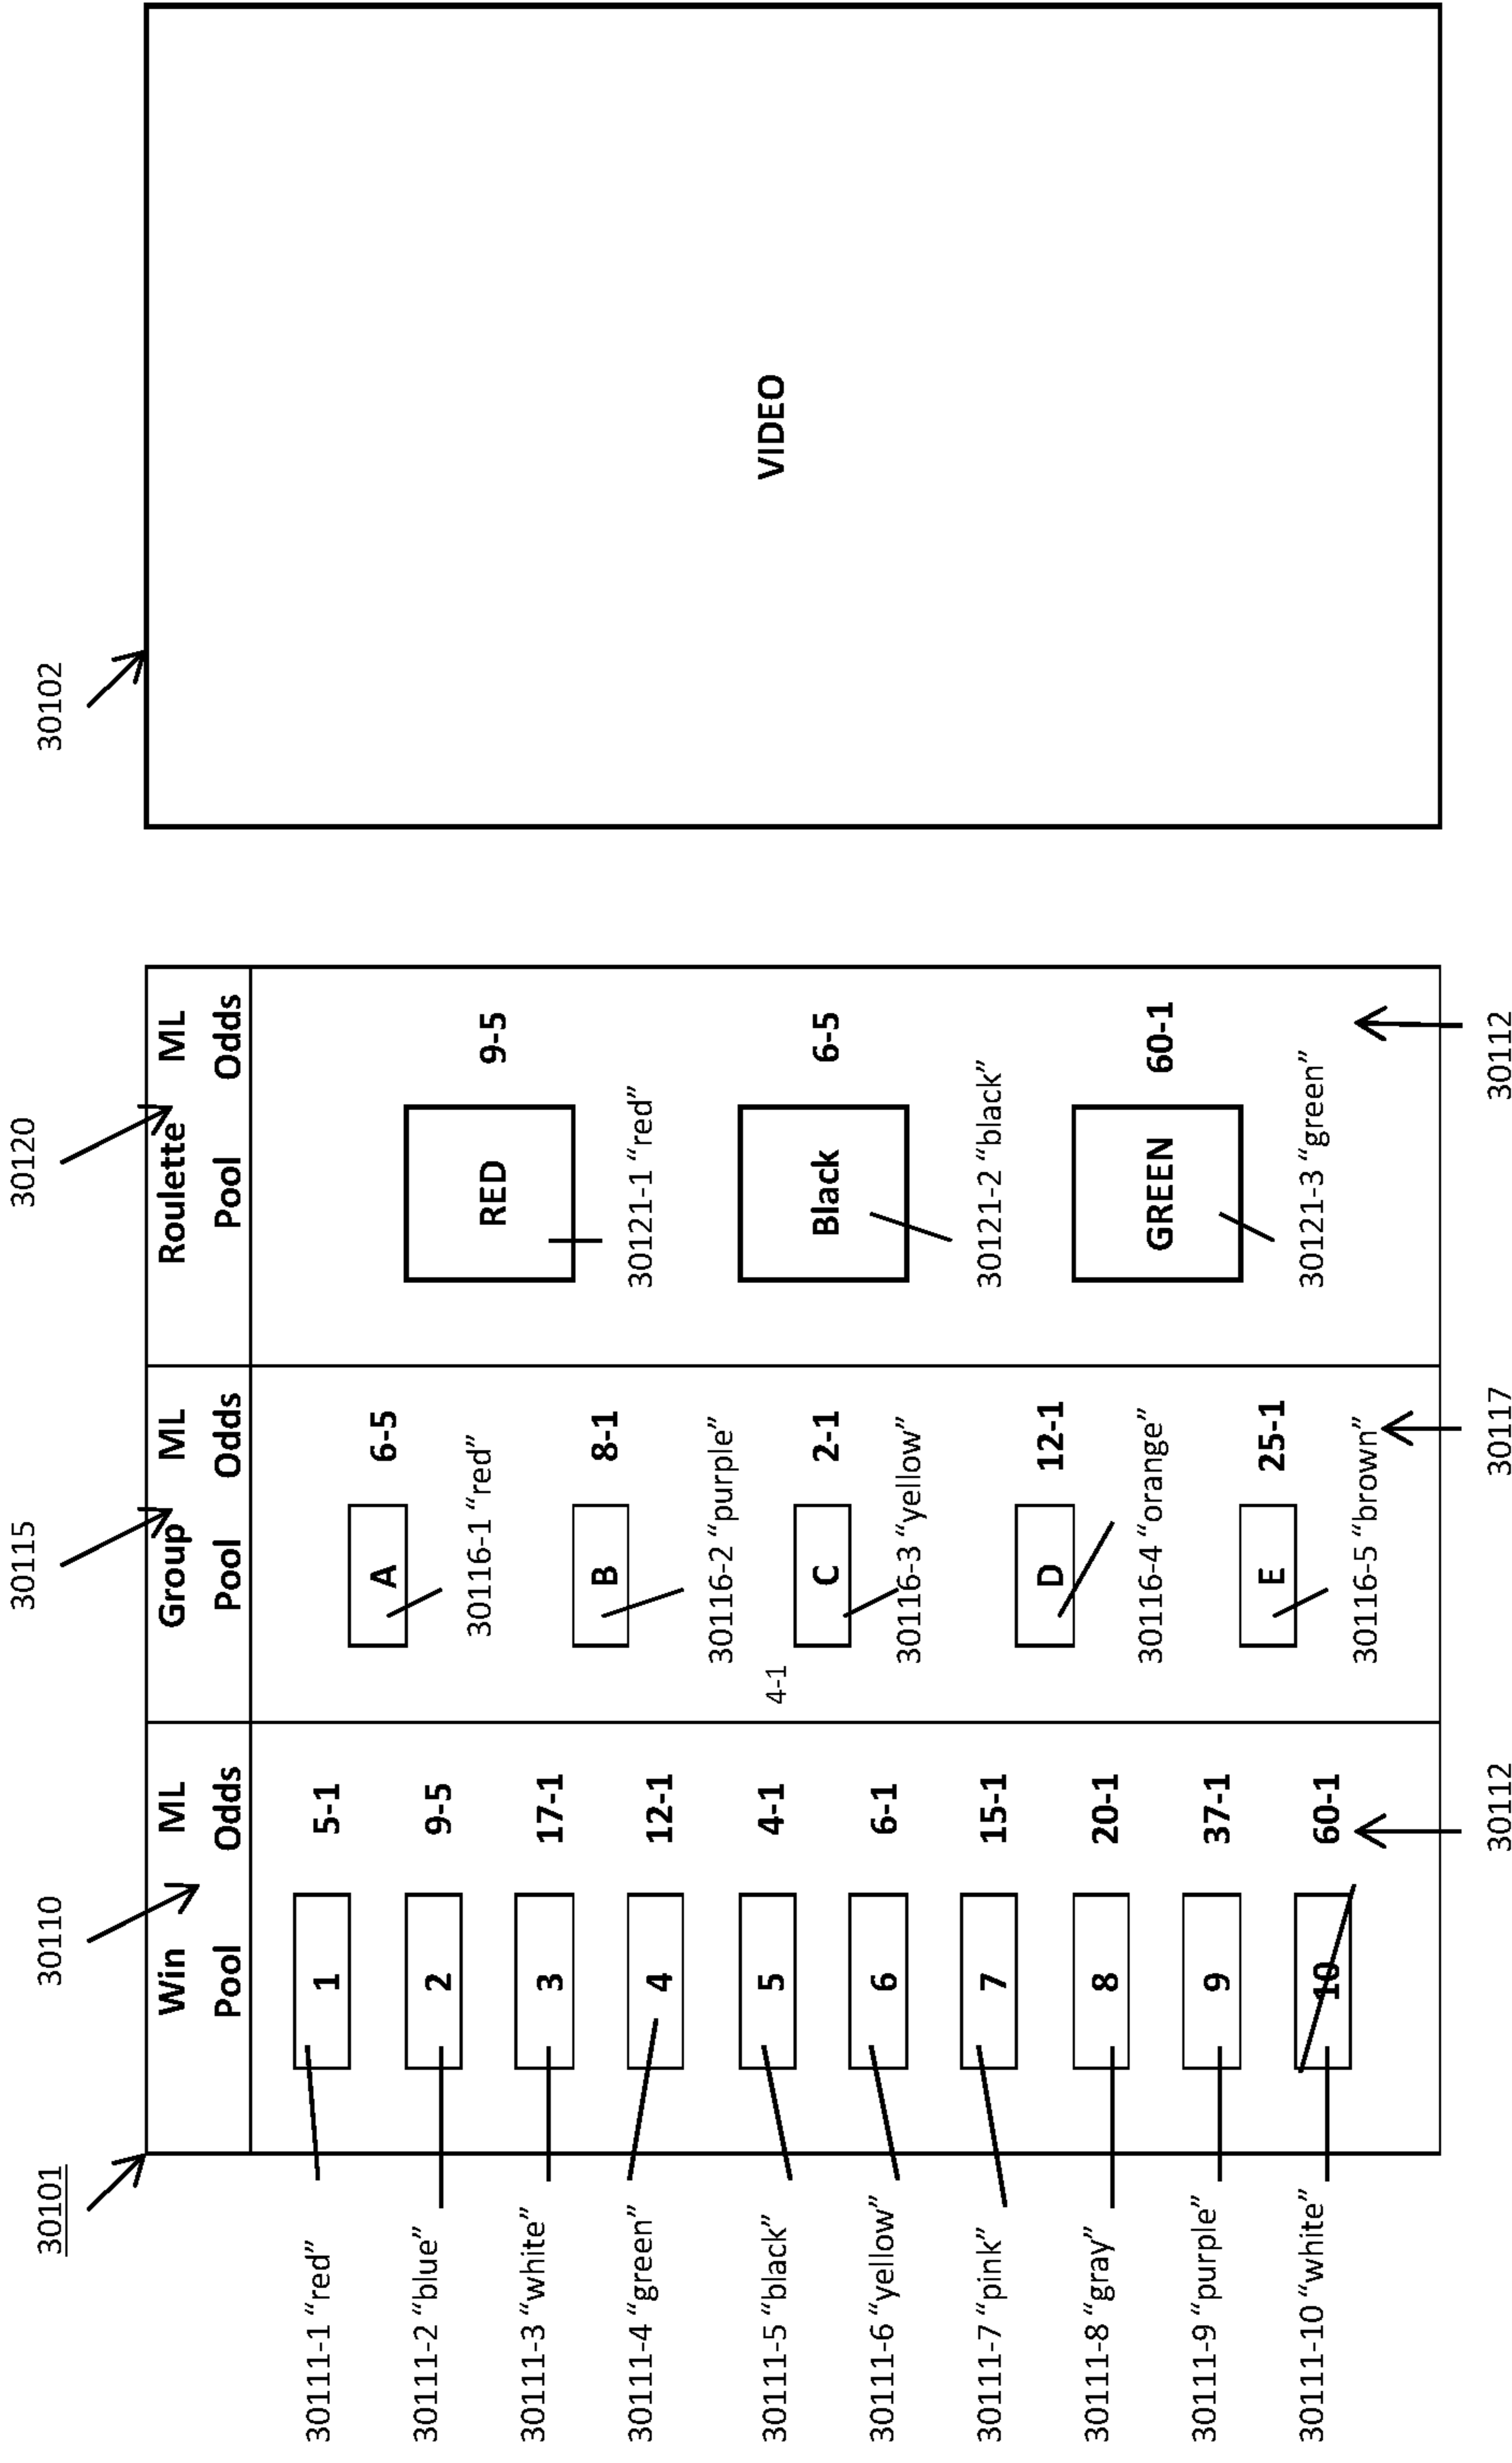 30101
30110
30115
30120
30102
Win ML
Pool Odds
Group ML
Pool Odds
Roulette ML
Pool Odds
30111-1 “red”
1 5-1
30111-2 “blue”
2 9-5
30111-3 “white”
3 17-1
30111-4 “green”
4 12-1
30111-5 “black”
5 4-1
30111-6 “yellow”
6 6-1
30111-7 “pink”
7 15-1
30111-8 “gray”
8 20-1
30111-9 “purple”
9 37-1
30111-10 “white”
10 60-1
30112
A 6-5
30116-1 “red”
B 8-1
30116-2 “purple”
4-1
C 2-1
30116-3 “yellow”
D 12-1
30116-4 “orange”
E 25-1
30116-5 “brown”
30117
RED 9-5
30121-1 “red”
Black 6-5
30121-2 “black”
GREEN 60-1
30121-3 “green”
30112
VIDEO